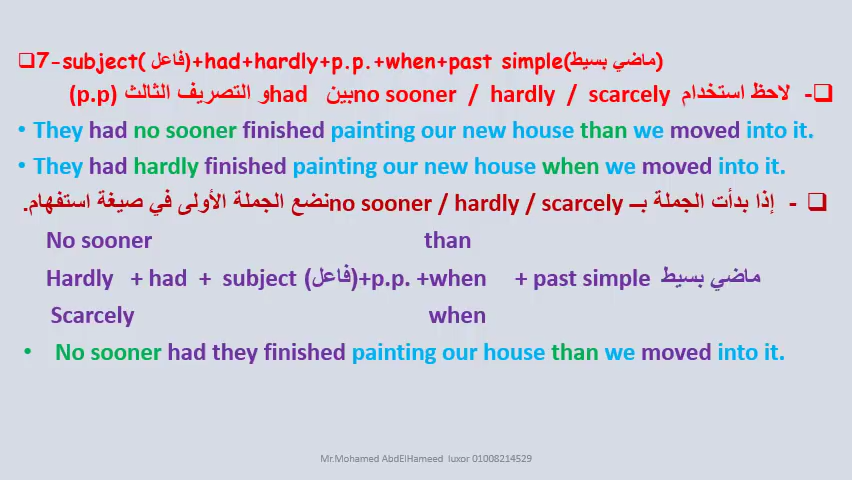 ❑7-subject( فاعل)+had+hardly+p.p.+when+past simple(ماضي بسيط)
❑- لاحظ استخدام no sooner / hardly / scarcely بين had و التصريف الثالث (p.p)
• They had no sooner finished painting our new house than we moved into it.
• They had hardly finished painting our new house when we moved into it.
❑ - إذا بدأت الجملة بـ no sooner / hardly / scarcely نضع الجملة الأولى في صيغة استفهام.
No sooner than
Hardly + had + subject (فاعل)+p.p. +when + past simple ماضي بسيط
Scarcely when
• No sooner had they finished painting our house than we moved into it.
Mr.Mohamed AbdElHameed luxor 01008214529